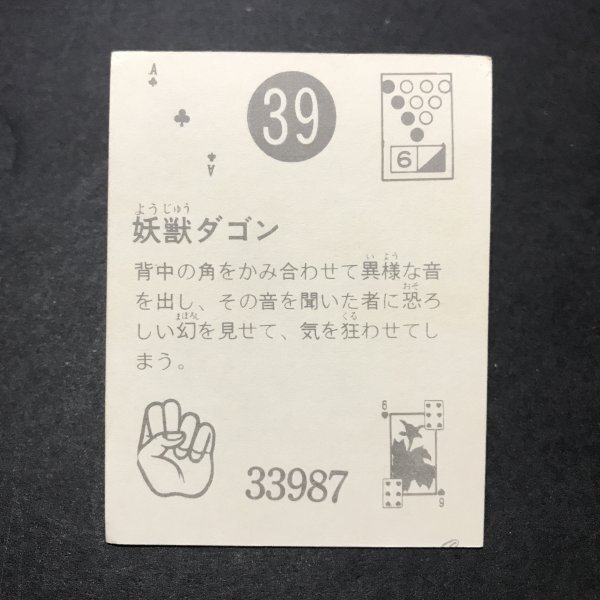 A
A
39
6
ようじゅう
妖獣ダゴン
いよう
背中の角をかみ合わせて異様な音
おそ
を出し、その音を聞いた者に恐ろ
まぼろし くる
しい幻を見せて、気を狂わせてし
まう。
6
33987
6